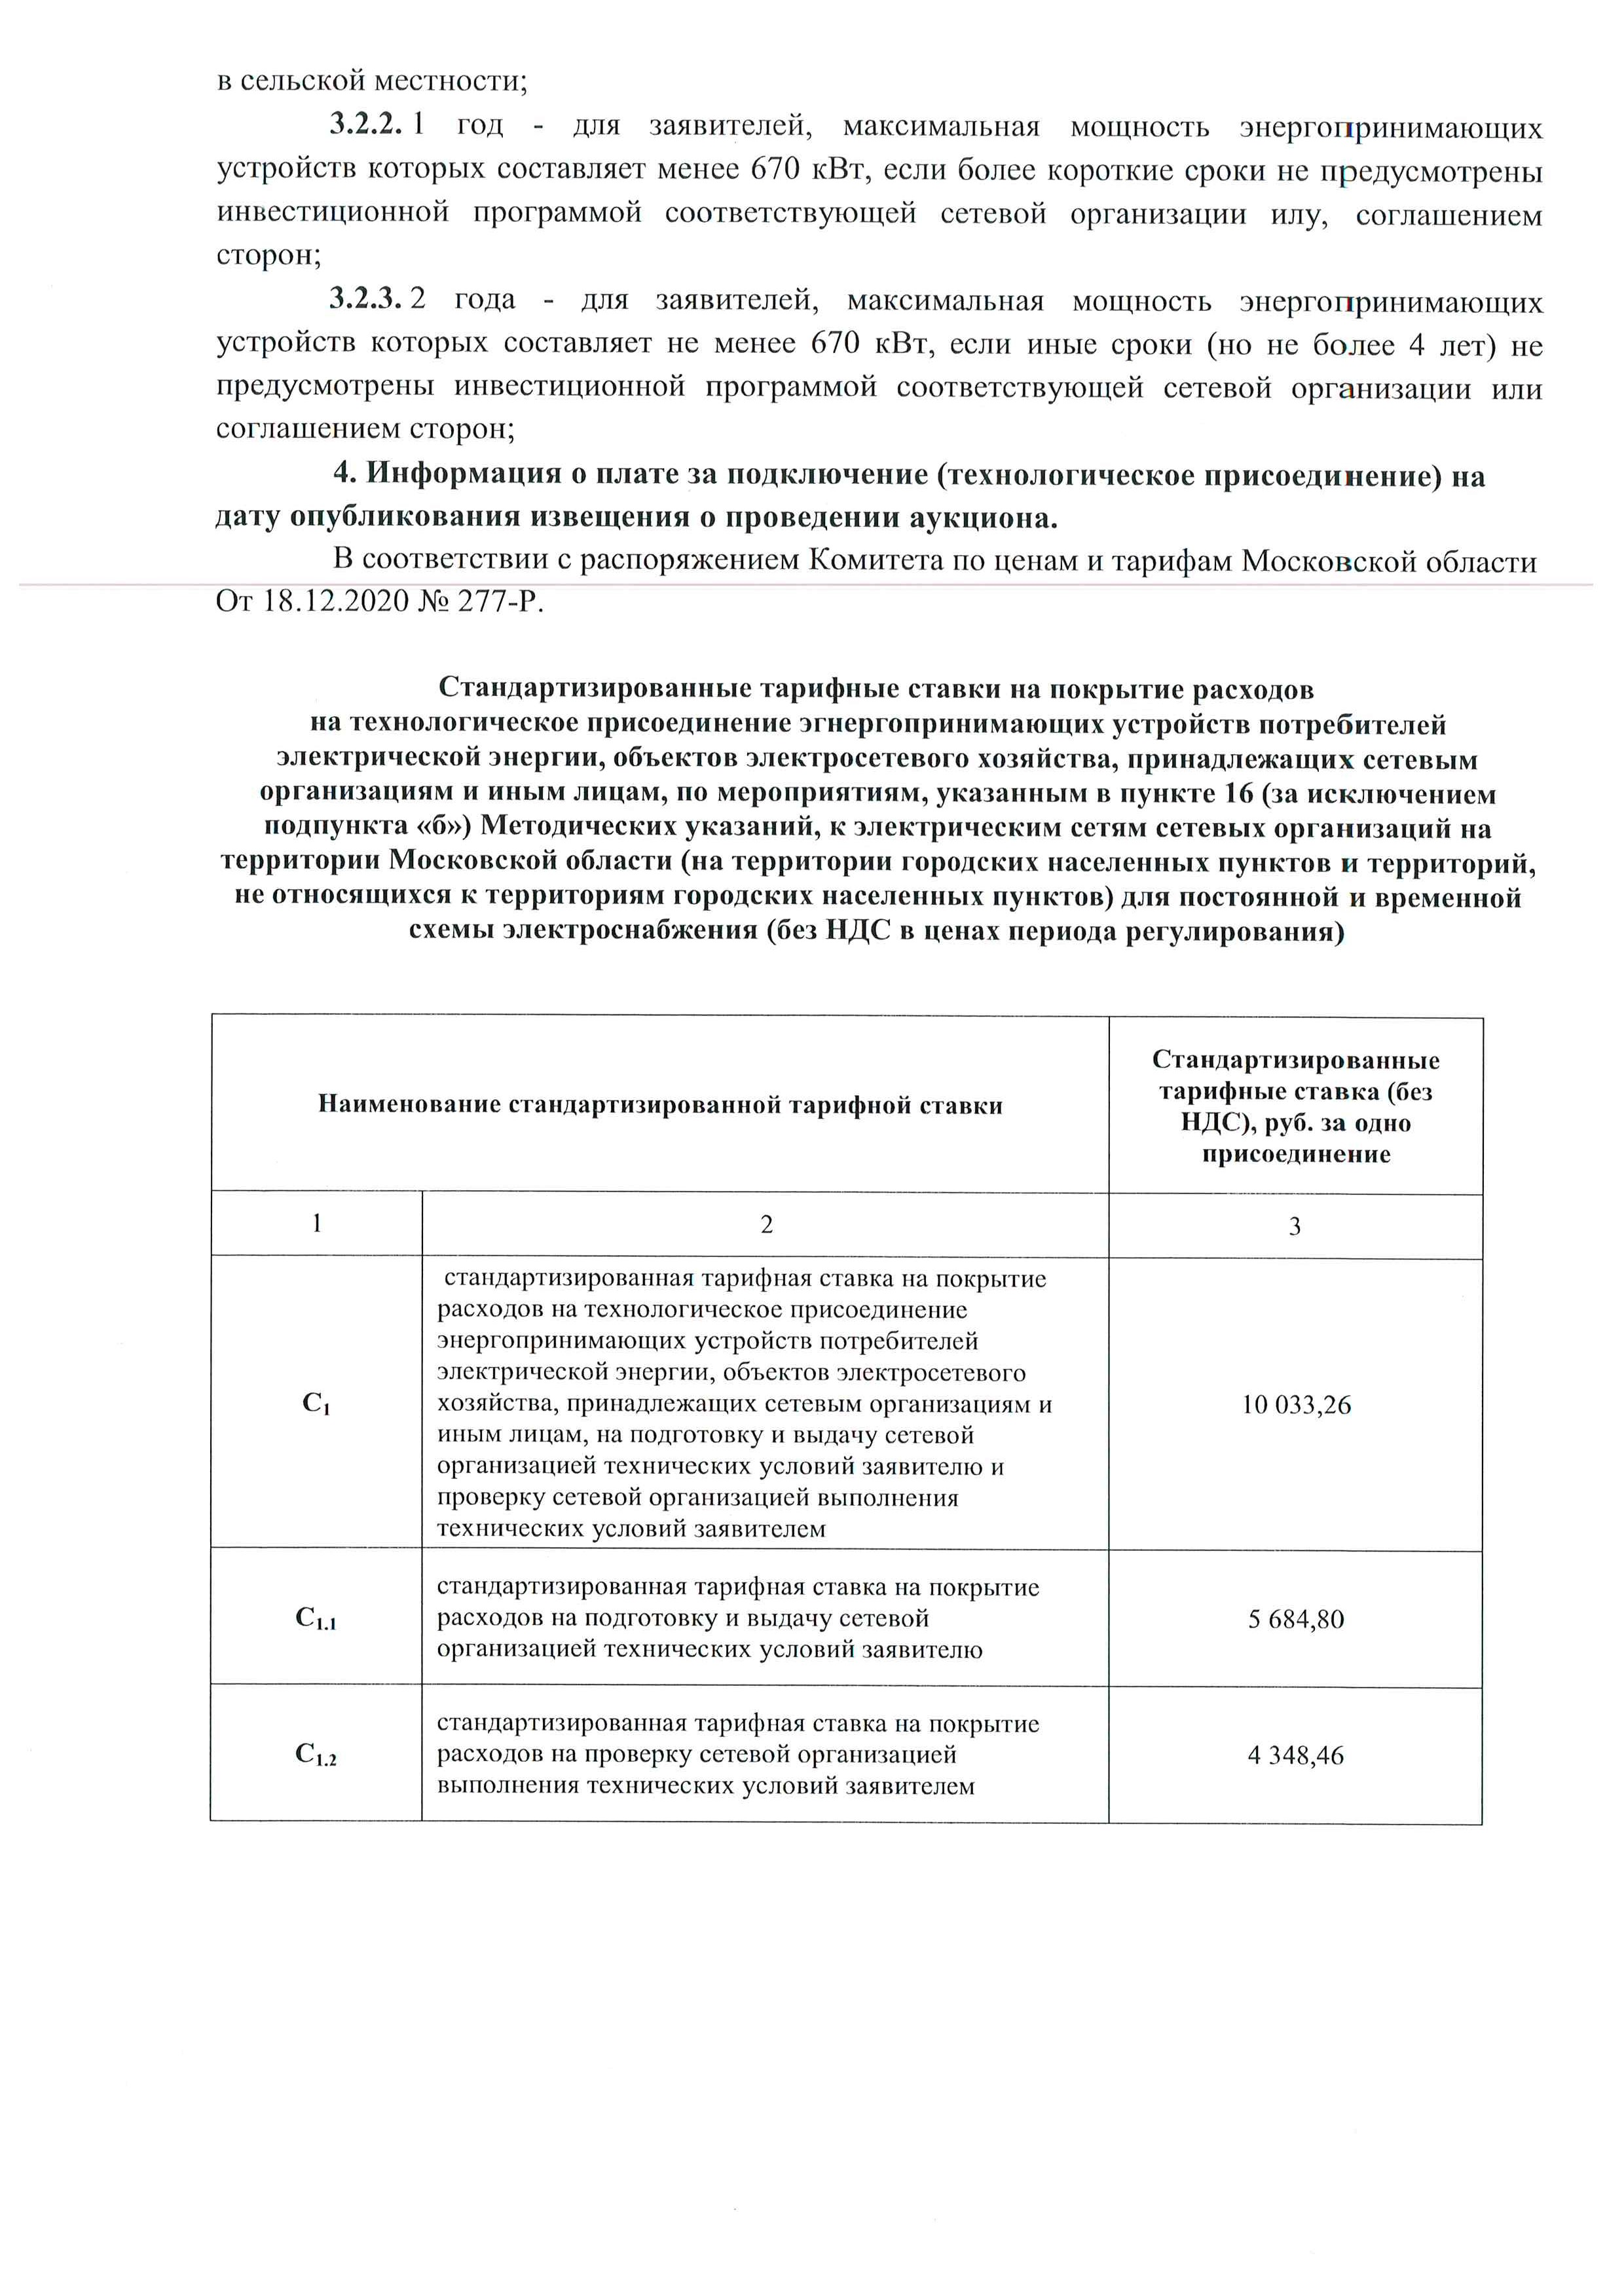 в сельской местности;
3.2.2. 1 год - для заявителей, максимальная мощность энергопринимающих
устройств которых составляет менее 670 кВт, если более короткие сроки не предусмотрены
инвестиционной программой соответствующей сетевой организации илу, соглашением
сторон;
3.2.3. 2 года - для заявителей, максимальная мощность энергопринимающих
устройств которых составляет не менее 670 кВт, если иные сроки (но не более 4 лет) не
предусмотрены инвестиционной программой соответствующей сетевой организации или
соглашением сторон;
4. Информация о плате за подключение (технологическое присоединение) на
дату опубликования извещения о проведении аукциона.
В соответствии с распоряжением Комитета по ценам и тарифам Московской области
От 18.12.2020 № 277-Р.
Стандартизированные тарифные ставки на покрытие расходов
на технологическое присоединение эгнергопринимающих устройств потребителей
электрической энергии, объектов электросетевого хозяйства, принадлежащих сетевым
организациям и иным лицам, по мероприятиям, указанным в пункте 16 (за исключением
подпункта «б») Методических указаний, к электрическим сетям сетевых организаций на
территории Московской области (на территории городских населенных пунктов и территорий,
не относящихся к территориям городских населенных пунктов) для постоянной и временной
схемы электроснабжения (без НДС в ценах периода регулирования)
Наименование стандартизированной тарифной ставки
Стандартизированные
тарифные ставка (без
НДС), руб. за одно
присоединение
1
2
3
С1
стандартизированная тарифная ставка на покрытие
расходов на технологическое присоединение
энергопринимающих устройств потребителей
электрической энергии, объектов электросетевого
хозяйства, принадлежащих сетевым организациям и
иным лицам, на подготовку и выдачу сетевой
организацией технических условий заявителю и
проверку сетевой организацией выполнения
технических условий заявителем
10 033,26
С1.1
стандартизированная тарифная ставка на покрытие
расходов на подготовку и выдачу сетевой
организацией технических условий заявителю
5 684,80
С1.2
стандартизированная тарифная ставка на покрытие
расходов на проверку сетевой организацией
выполнения технических условий заявителем
4 348,46